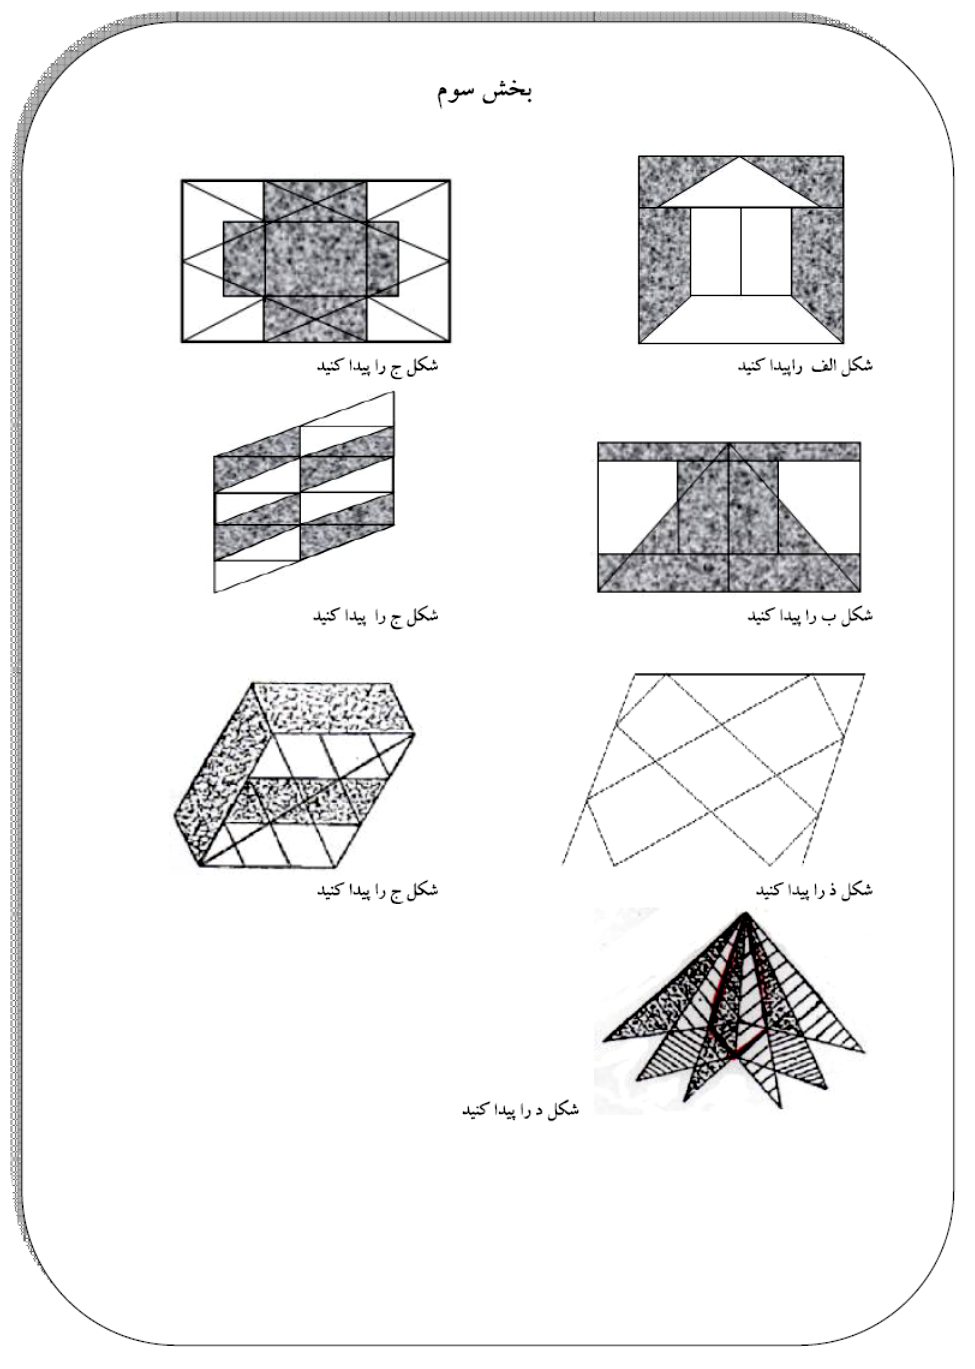 بخش سوم
شکل الف راپیدا کنید
شکل ج را پیدا کنید
شکل ب را پیدا کنید
شکل ج را پیدا کنید
شکل ذ را پیدا کنید
شکل ج را پیدا کنید
شکل د را پیدا کنید